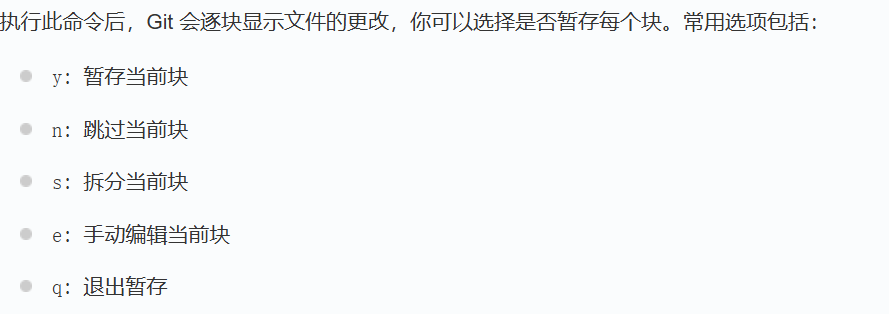 执行此命令后，Git 会逐块显示文件的更改，你可以选择是否暂存每个块。常用选项包括：
y：暂存当前块
n：跳过当前块
s：拆分当前块
e：手动编辑当前块
q：退出暂存